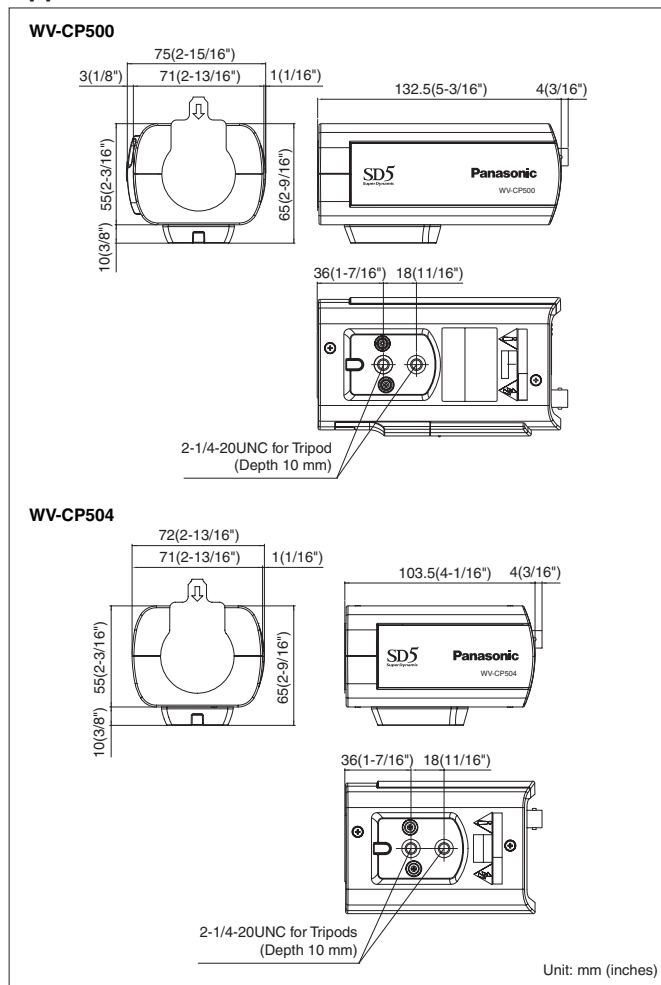 WV-CP500
75(2-15/16")
3(1/8") 71(2-13/16") 1(1/16")
132.5(5-3/16") 4(3/16")
55(2-3/16")
10(3/8")
65(2-9/16")
SD5
Super Dynamic
Panasonic
WV-CP500
36(1-7/16") 18(11/16")
2-1/4-20UNC for Tripod
(Depth 10 mm)
WV-CP504
72(2-13/16")
71(2-13/16") 1(1/16")
103.5(4-1/16") 4(3/16")
55(2-3/16")
10(3/8")
65(2-9/16")
SD5
Super Dynamic
Panasonic
WV-CP504
36(1-7/16") 18(11/16")
2-1/4-20UNC for Tripods
(Depth 10 mm)
Unit: mm (inches)